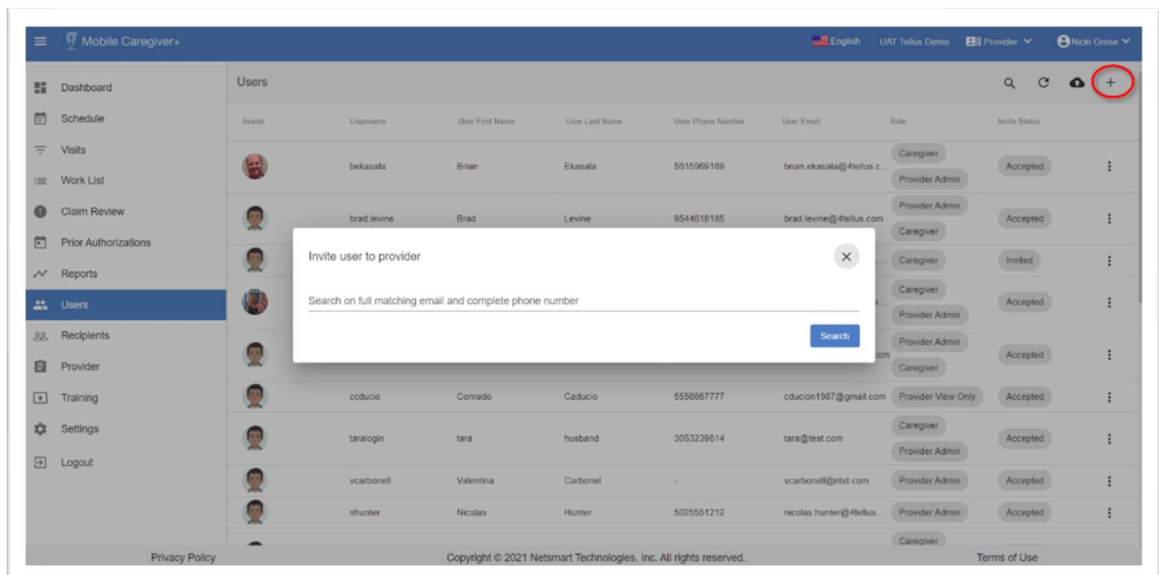 Mobile Caregiver+
English UAT Tellus Demo Provider Nicki Grose
Dashboard
Schedule
Visits
Work List
Claim Review
Prior Authorizations
Reports
Users
Recipients
Provider
Training
Settings
Logout
Users
Avatar Username User First Name User Last Name User Phone Number User Email Role Invite Status
bekasala Brian Ekasala 5615969169 brian.ekasala@4tellus.c... Caregiver Provider Admin Accepted
brad levine Brad Levine 9544618185 brad.levine@4tellus.com Provider Admin Caregiver Accepted
Caregiver Invited
Caregiver Provider Admin Accepted
Provider Admin Caregiver Accepted
Invite user to provider
Search on full matching email and complete phone number
Search
ccducio Conrado Caducio 5556667777 cducion1987@gmail.com Provider View Only Accepted
taralogin tara husband 3053239614 tara@test.com Caregiver Provider Admin Accepted
vcarbonell Valentina Carbonel - vcarbonell@ntst.com Provider Admin Accepted
nhunter Nicolas Hunter 5025551212 nicolas.hunter@4tellus.... Provider Admin Accepted
Caregiver
Privacy Policy Copyright © 2021 Netsmart Technologies, Inc. All rights reserved. Terms of Use